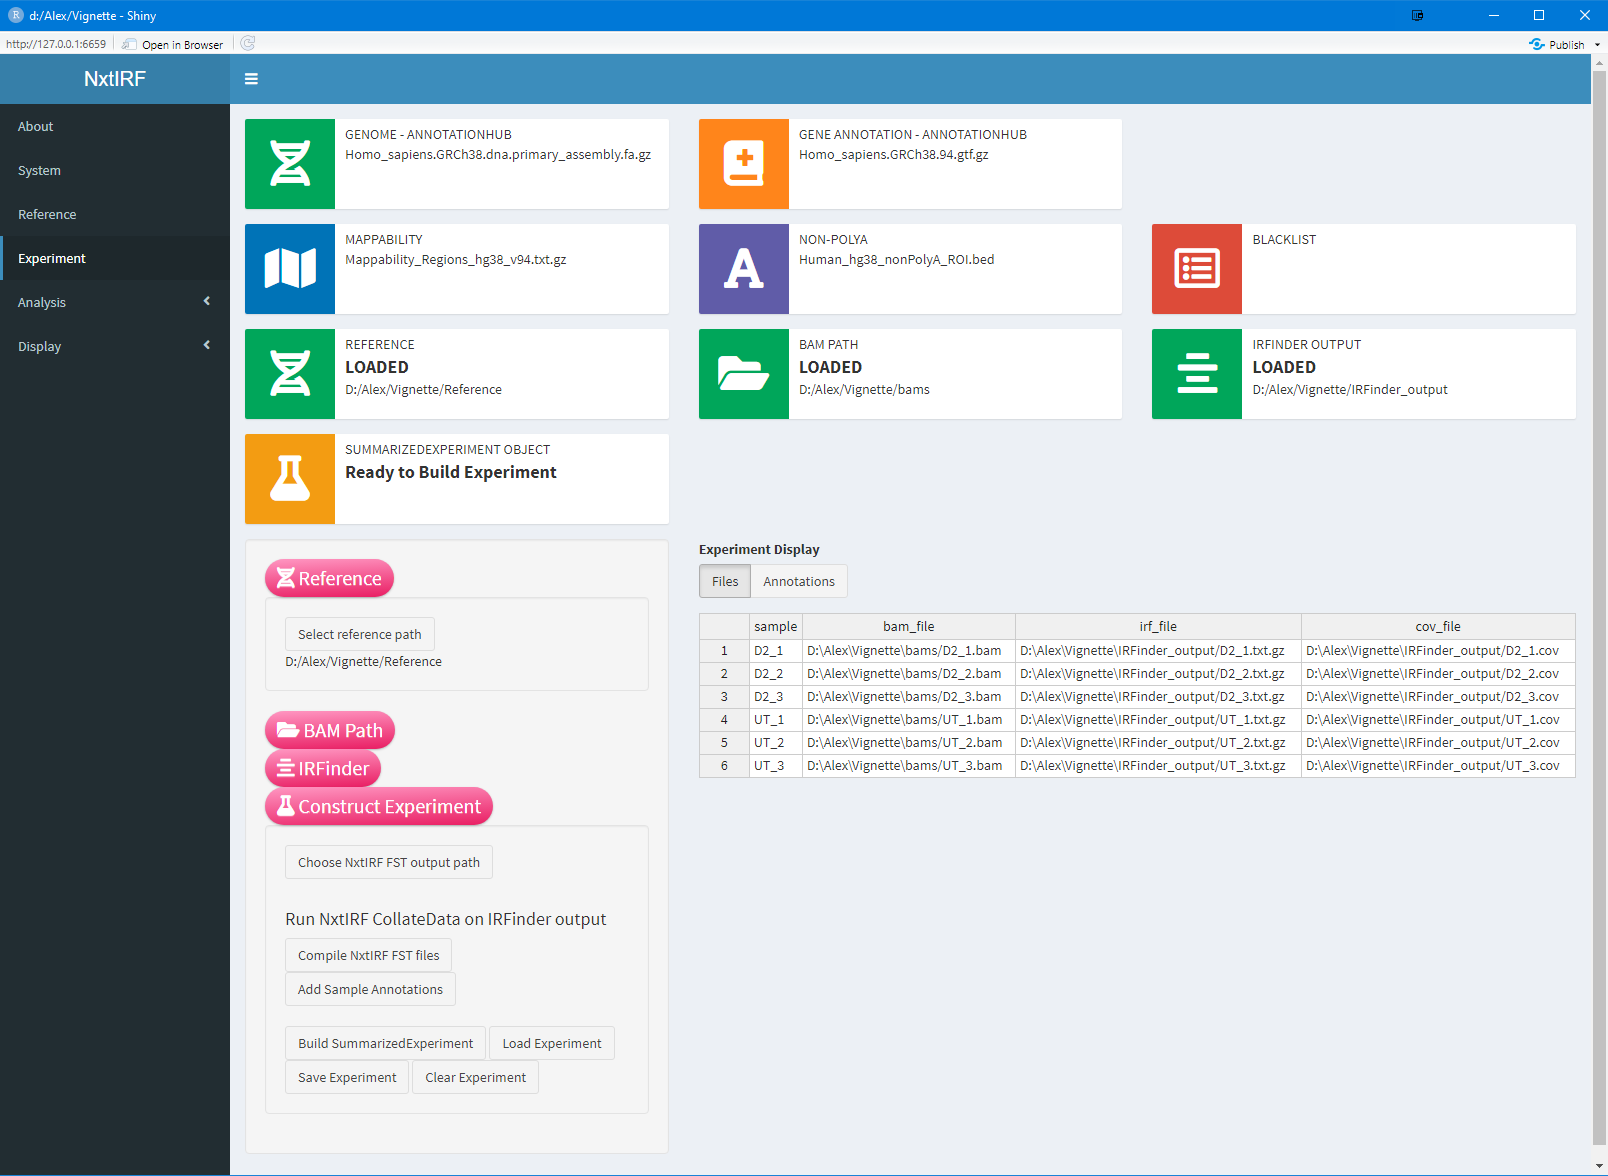 d:/Alex/Vignette - Shiny
http://127.0.0.1:6659 Open in Browser Publish
NxtIRF
About
System
Reference
Experiment
Analysis
Display
GENOME - ANNOTATIONHUB
Homo_sapiens.GRCh38.dna.primary_assembly.fa.gz
GENE ANNOTATION - ANNOTATIONHUB
Homo_sapiens.GRCh38.94.gtf.gz
MAPPABILITY
Mappability_Regions_hg38_v94.txt.gz
NON-POLYA
Human_hg38_nonPolyA_ROI.bed
BLACKLIST
REFERENCE
LOADED
D:/Alex/Vignette/Reference
BAM PATH
LOADED
D:/Alex/Vignette/bams
IRFINDER OUTPUT
LOADED
D:/Alex/Vignette/IRFinder_output
SUMMARIZEDEXPERIMENT OBJECT
Ready to Build Experiment
Reference
Select reference path
D:/Alex/Vignette/Reference
BAM Path
IRFinder
Construct Experiment
Choose NxtIRF FST output path
Run NxtIRF CollateData on IRFinder output
Compile NxtIRF FST files
Add Sample Annotations
Build SummarizedExperiment Load Experiment
Save Experiment Clear Experiment
Experiment Display
Files Annotations
sample bam_file irf_file cov_file
1 D2_1 D:\Alex\Vignette\bams/D2_1.bam D:\Alex\Vignette\IRFinder_output/D2_1.txt.gz D:\Alex\Vignette\IRFinder_output/D2_1.cov
2 D2_2 D:\Alex\Vignette\bams/D2_2.bam D:\Alex\Vignette\IRFinder_output/D2_2.txt.gz D:\Alex\Vignette\IRFinder_output/D2_2.cov
3 D2_3 D:\Alex\Vignette\bams/D2_3.bam D:\Alex\Vignette\IRFinder_output/D2_3.txt.gz D:\Alex\Vignette\IRFinder_output/D2_3.cov
4 UT_1 D:\Alex\Vignette\bams/UT_1.bam D:\Alex\Vignette\IRFinder_output/UT_1.txt.gz D:\Alex\Vignette\IRFinder_output/UT_1.cov
5 UT_2 D:\Alex\Vignette\bams/UT_2.bam D:\Alex\Vignette\IRFinder_output/UT_2.txt.gz D:\Alex\Vignette\IRFinder_output/UT_2.cov
6 UT_3 D:\Alex\Vignette\bams/UT_3.bam D:\Alex\Vignette\IRFinder_output/UT_3.txt.gz D:\Alex\Vignette\IRFinder_output/UT_3.cov